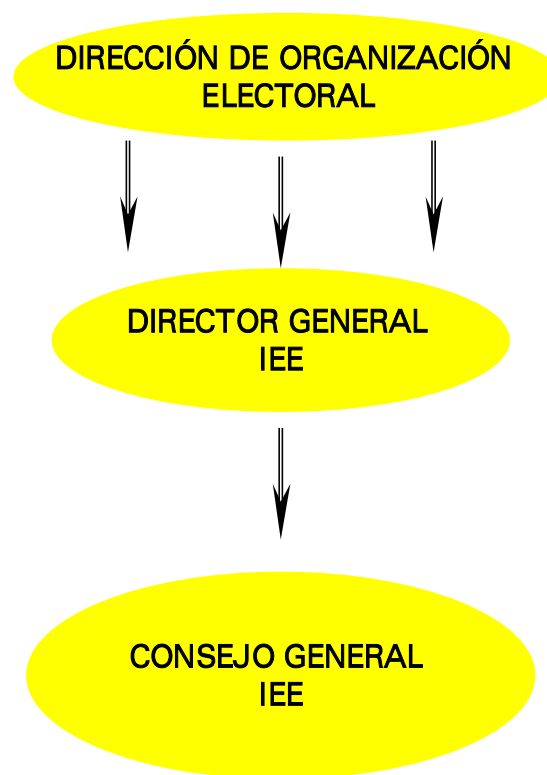 DIRECCIÓN DE ORGANIZACIÓN
ELECTORAL
DIRECTOR GENERAL
IEE
CONSEJO GENERAL
IEE